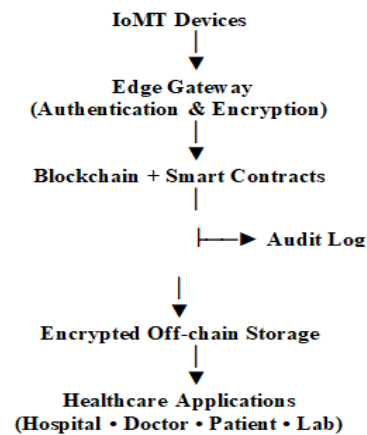 IoMT Devices
Edge Gateway
(Authentication & Encryption)
Blockchain + Smart Contracts
Audit Log
Encrypted Off-chain Storage
Healthcare Applications
(Hospital • Doctor • Patient • Lab)